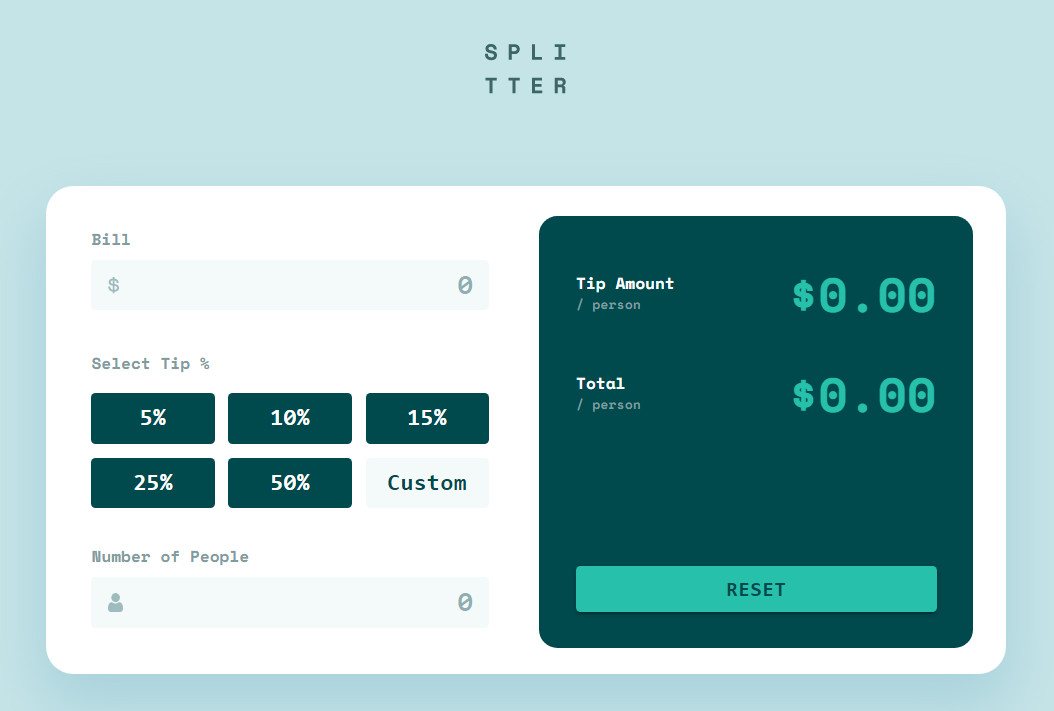 SPLI
TTER
Bill
$ 0
Select Tip %
5% 10% 15%
25% 50% Custom
Number of People
0
Tip Amount
/ person
$0.00
Total
/ person
$0.00
RESET